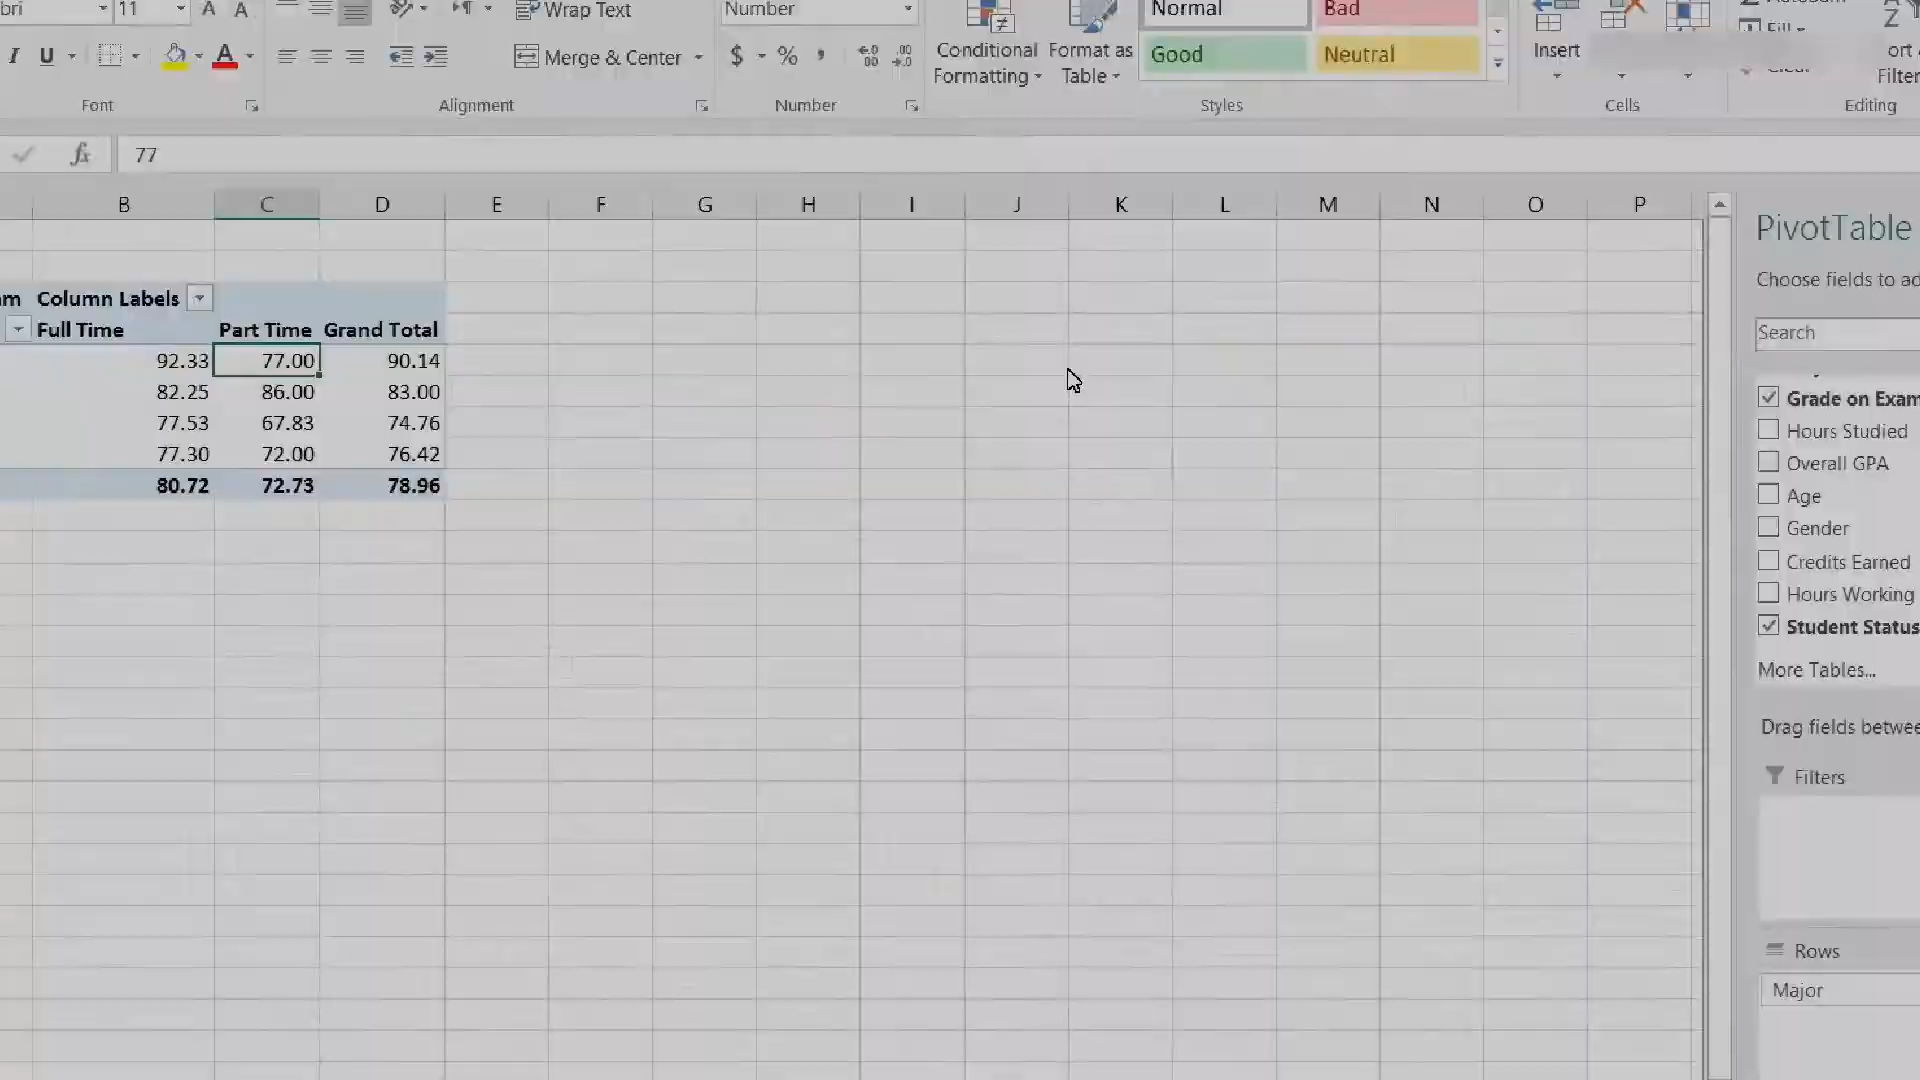 11 Wrap Text Number Normal Bad
I U A Merge & Center $ % , Conditional Formatting Format as Table Good Neutral Insert Filter
Font Alignment Number Styles Cells Editing
fx 77
B C D E F G H I J K L M N O P
PivotTable
Choose fields to
Column Labels
Full Time Part Time Grand Total
Search
92.33 77.00 90.14
82.25 86.00 83.00
77.53 67.83 74.76
77.30 72.00 76.42
80.72 72.73 78.96
Grade on Exam
Hours Studied
Overall GPA
Age
Gender
Credits Earned
Hours Working
Student Status
More Tables...
Drag fields
Filters
Rows
Major